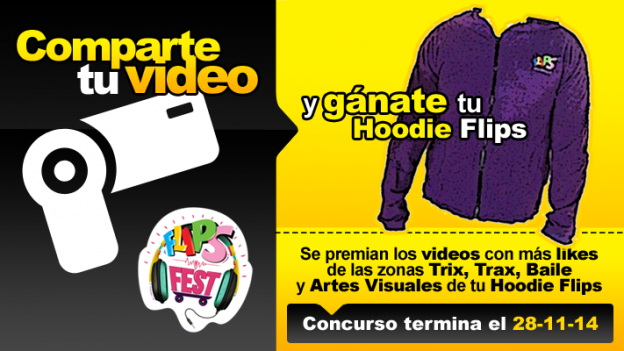 Comparte
tu video
FLAPS
FEST
y gánate tu
Hoodie Flips
Se premian los videos con más likes
de las zonas Trix, Trax, Baile
y Artes Visuales de tu Hoodie Flips
Concurso termina el 28-11-14